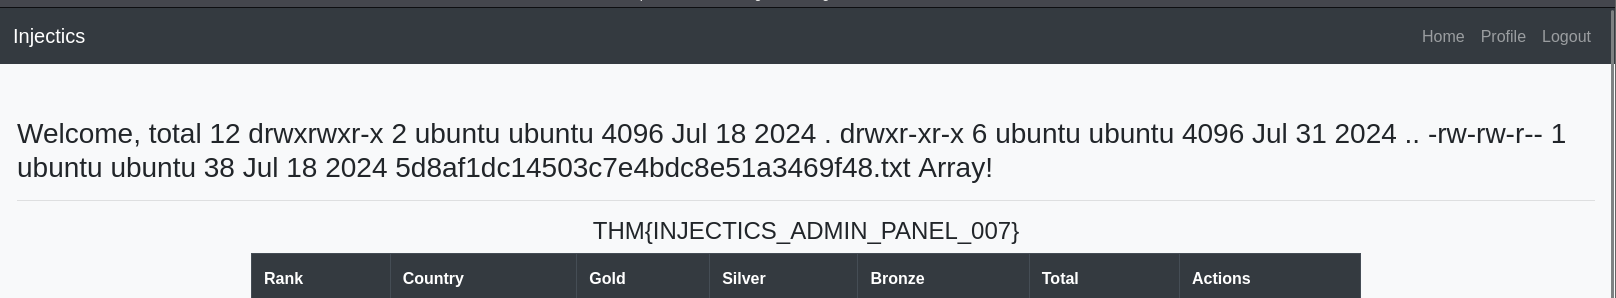 Injectics
Home Profile Logout
Welcome, total 12 drwxrwxr-x 2 ubuntu ubuntu 4096 Jul 18 2024 . drwxr-xr-x 6 ubuntu ubuntu 4096 Jul 31 2024 .. -rw-rw-r-- 1
ubuntu ubuntu 38 Jul 18 2024 5d8af1dc14503c7e4bdc8e51a3469f48.txt Array!
THM{INJECTICS_ADMIN_PANEL_007}
Rank Country Gold Silver Bronze Total Actions